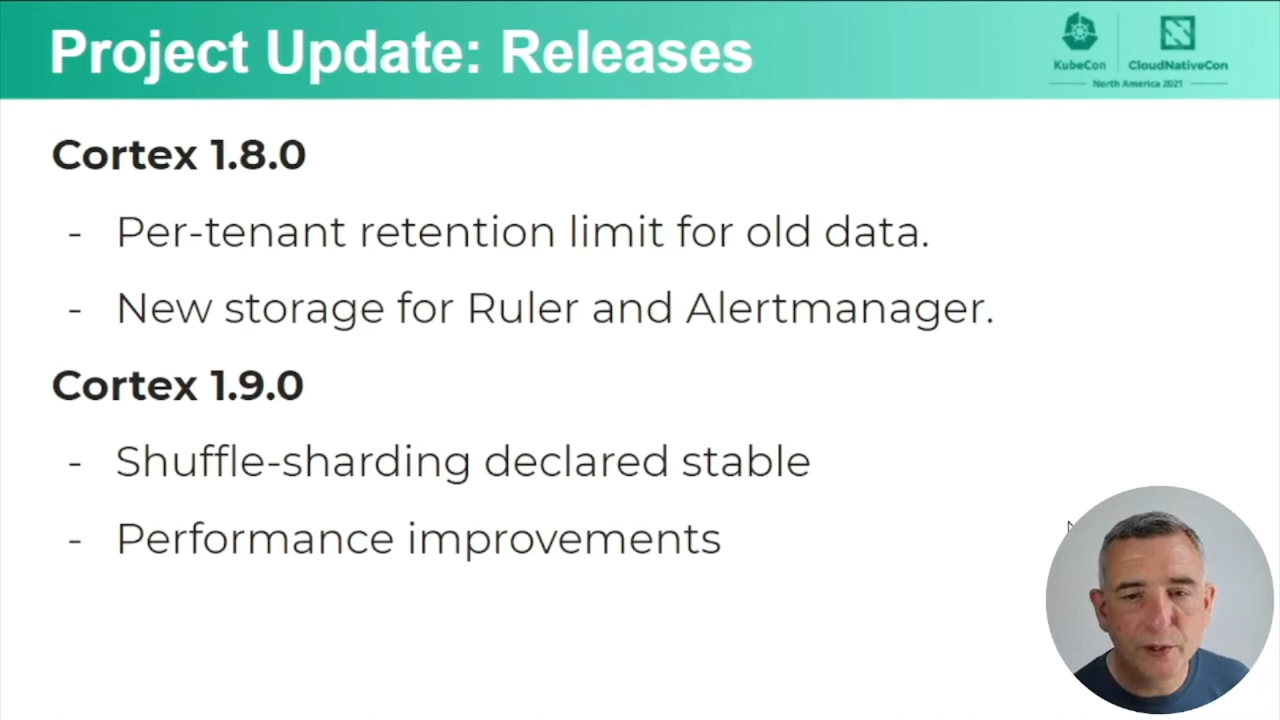 Project Update: Releases
KubeCon
CloudNativeCon
North America 2021
Cortex 1.8.0
- Per-tenant retention limit for old data.
- New storage for Ruler and Alertmanager.
Cortex 1.9.0
- Shuffle-sharding declared stable
- Performance improvements